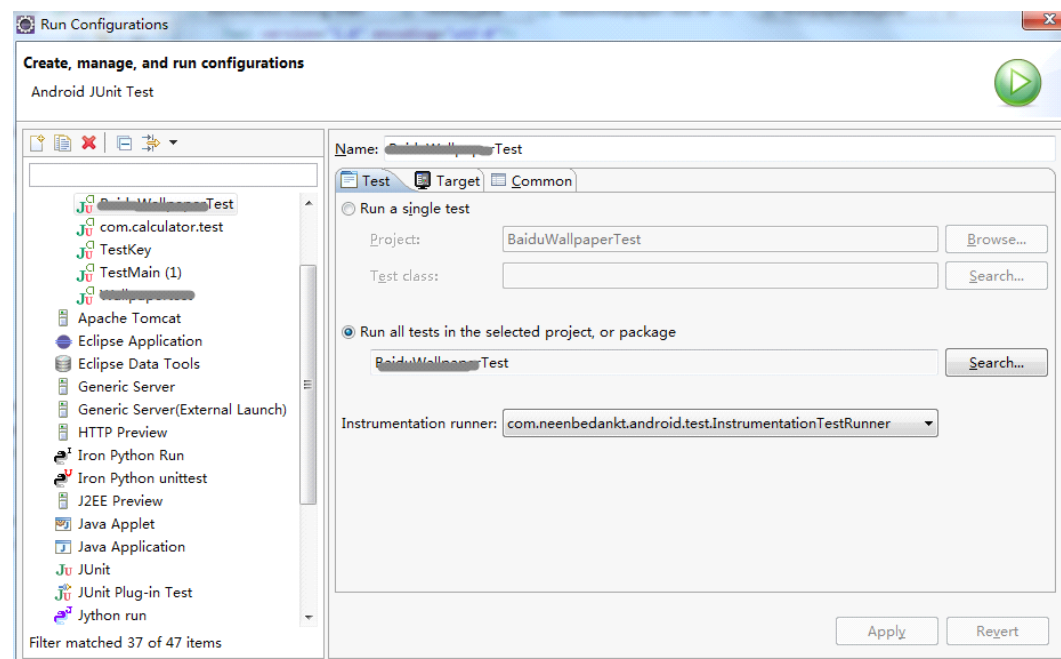 Run Configurations
Create, manage, and run configurations
Android JUnit Test
Name: Test
Test
Target
Common
Run a single test
Project: BaiduWallpaperTest Browse...
Test class: Search...
Run all tests in the selected project, or package
Test Search...
Instrumentation runner: com.neenbedankt.android.test.InstrumentationTestRunner
Test
com.calculator.test
TestKey
TestMain (1)
Apache Tomcat
Eclipse Application
Eclipse Data Tools
Generic Server
Generic Server(External Launch)
HTTP Preview
Iron Python Run
Iron Python unittest
J2EE Preview
Java Applet
Java Application
JUnit
JUnit Plug-in Test
Jython run
Filter matched 37 of 47 items
Apply
Revert